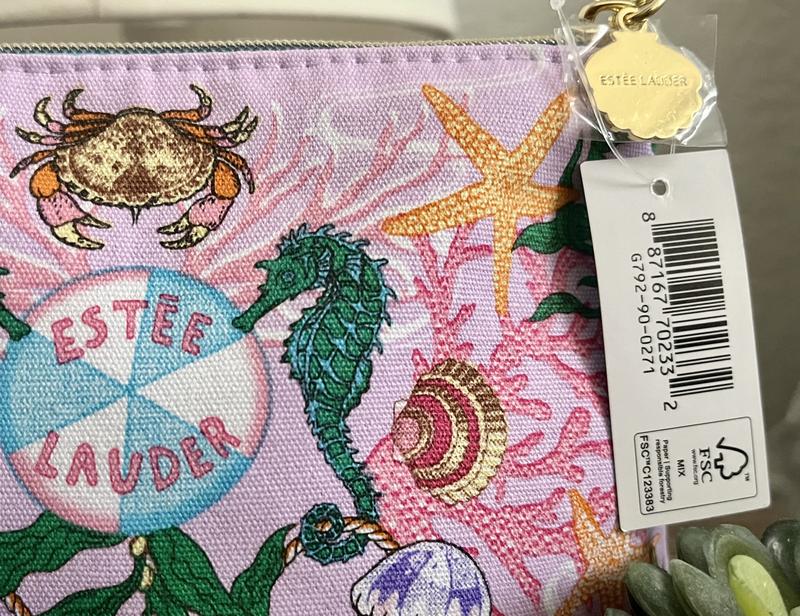 ESTĒE
LAUDER
ESTĒE LAUDER
8 87167 70233 2
G792-90-0271
FSC
www.fsc.org
MIX
Paper | Supporting
responsible forestry
FSC™ C123383